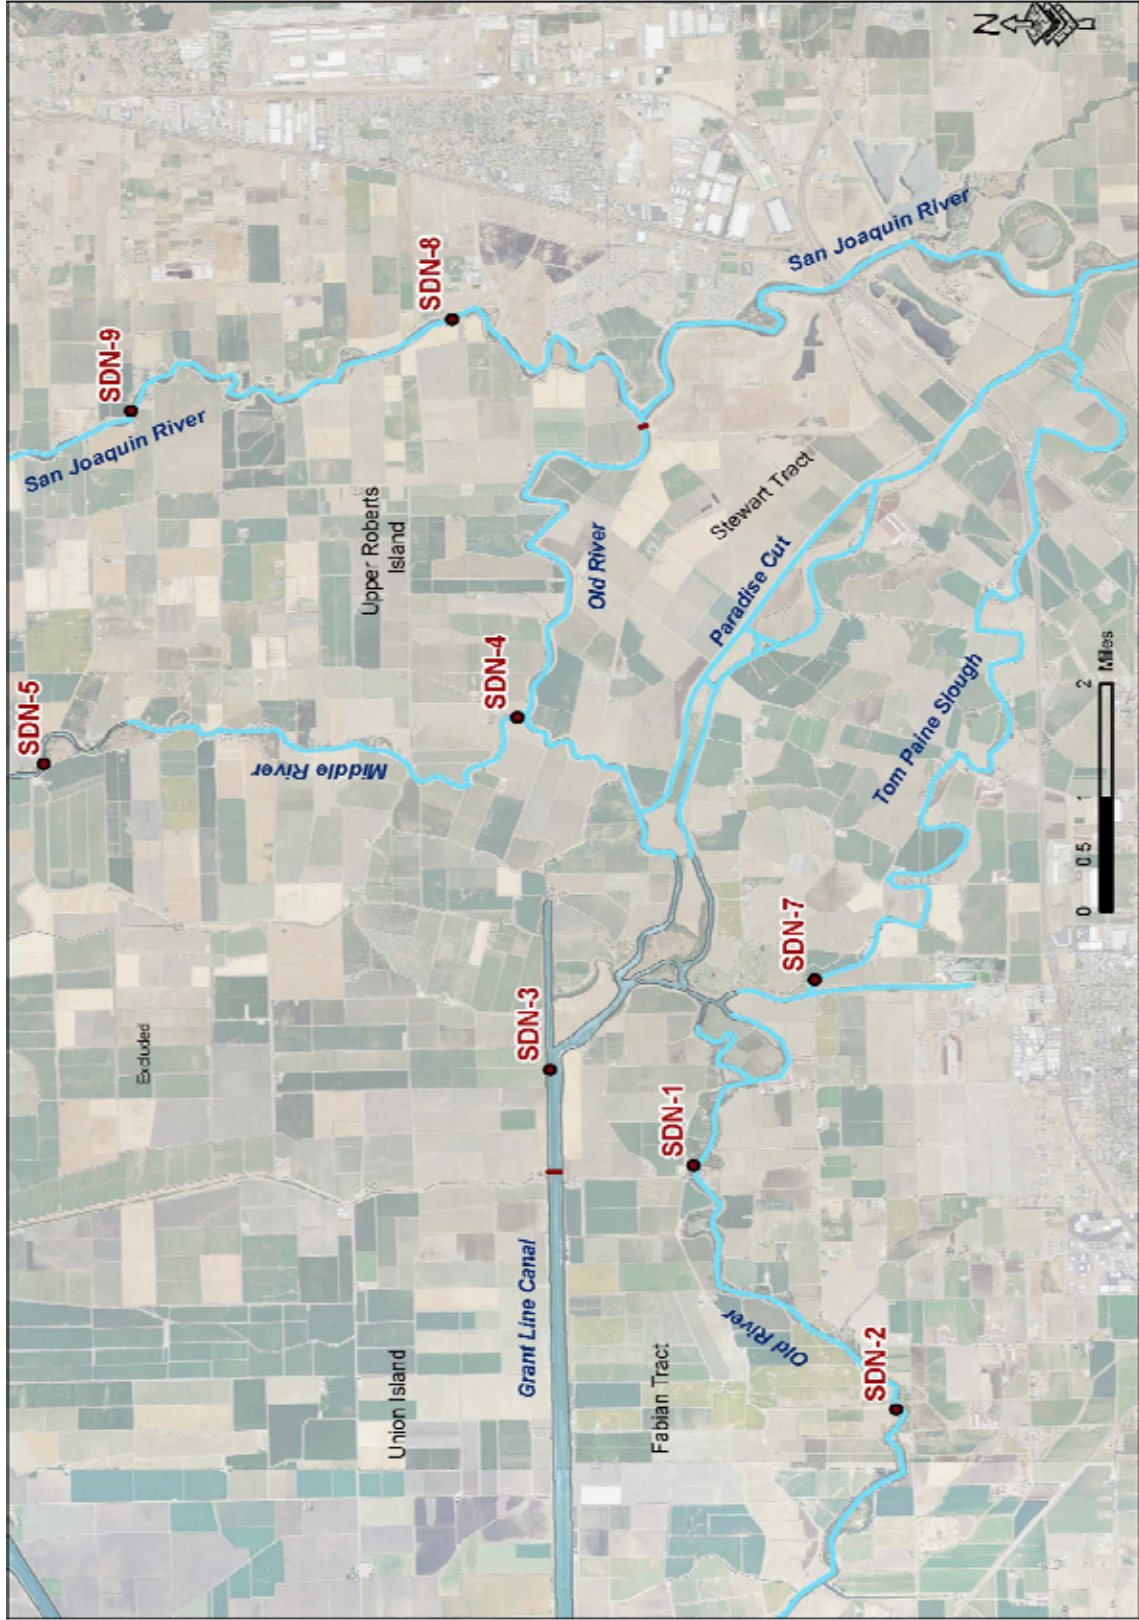 N
SDN-9
San Joaquin River
SDN-8
San Joaquin River
SDN-5
Upper Roberts
Island
Middle River
SDN-4
Old River
Stewart Tract
Paradise Cut
Tom Paine Slough
0 0.5 1 2
Miles
Excluded
SDN-3
SDN-7
SDN-1
Union Island
Grant Line Canal
Fabian Tract
Old River
SDN-2